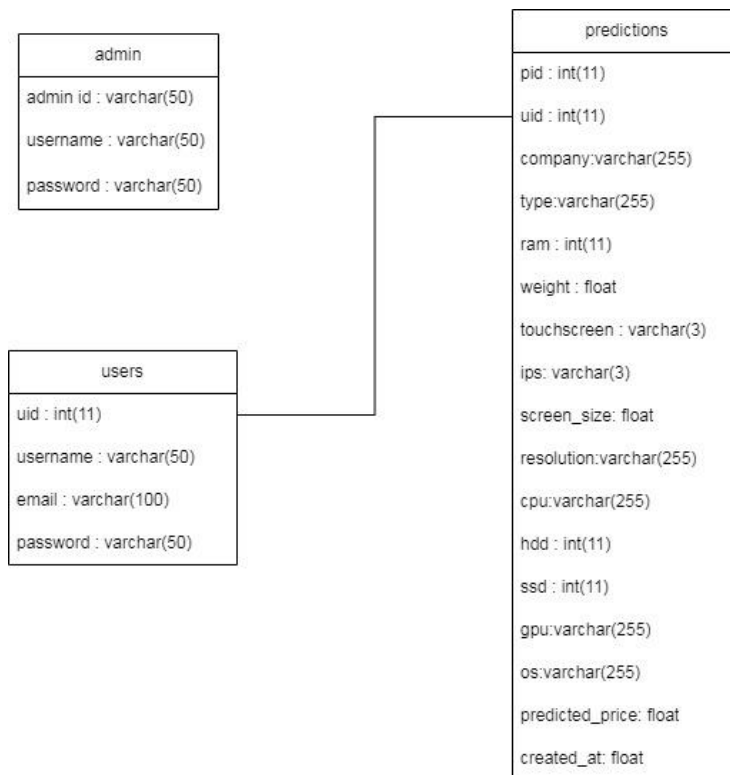 admin
admin id : varchar(50)
username : varchar(50)
password : varchar(50)
users
uid : int(11)
username : varchar(50)
email : varchar(100)
password : varchar(50)
predictions
pid : int(11)
uid : int(11)
company:varchar(255)
type:varchar(255)
ram : int(11)
weight : float
touchscreen : varchar(3)
ips: varchar(3)
screen_size: float
resolution:varchar(255)
cpu:varchar(255)
hdd : int(11)
ssd : int(11)
gpu:varchar(255)
os:varchar(255)
predicted_price: float
created_at: float